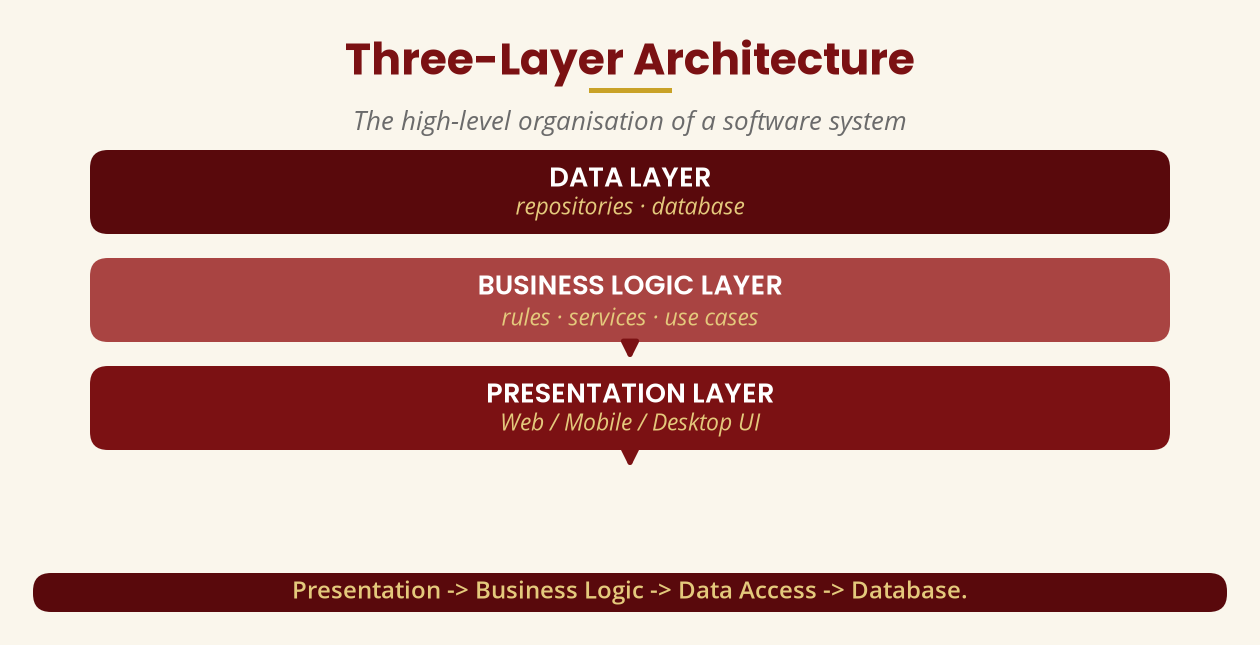 Three-Layer Architecture
The high-level organisation of a software system
DATA LAYER
repositories · database
BUSINESS LOGIC LAYER
rules · services · use cases
PRESENTATION LAYER
Web / Mobile / Desktop UI
Presentation -> Business Logic -> Data Access -> Database.